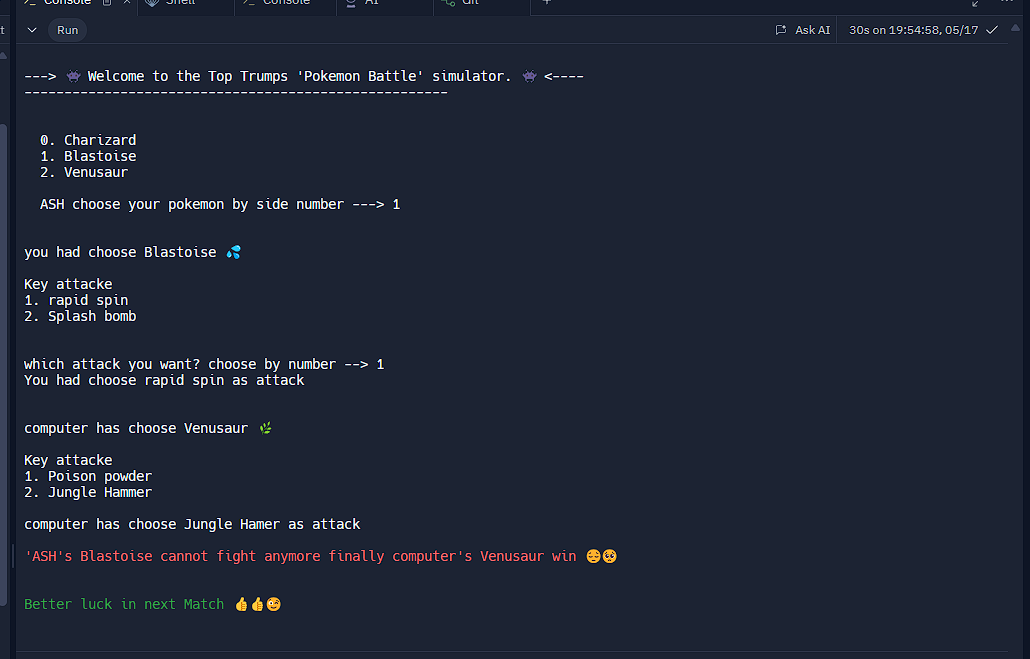 Console Shell Console AI Git
t Run Ask AI 30s on 19:54:58, 05/17
---> 👾 Welcome to the Top Trumps 'Pokemon Battle' simulator. 👾 <----
-----------------------------------------------------
0. Charizard
1. Blastoise
2. Venusaur
ASH choose your pokemon by side number ---> 1
you had choose Blastoise 💦
Key attacke
1. rapid spin
2. Splash bomb
which attack you want? choose by number --> 1
You had choose rapid spin as attack
computer has choose Venusaur 🌿
Key attacke
1. Poison powder
2. Jungle Hammer
computer has choose Jungle Hamer as attack
'ASH's Blastoise cannot fight anymore finally computer's Venusaur win 😔🥺
Better luck in next Match 👍👍😉